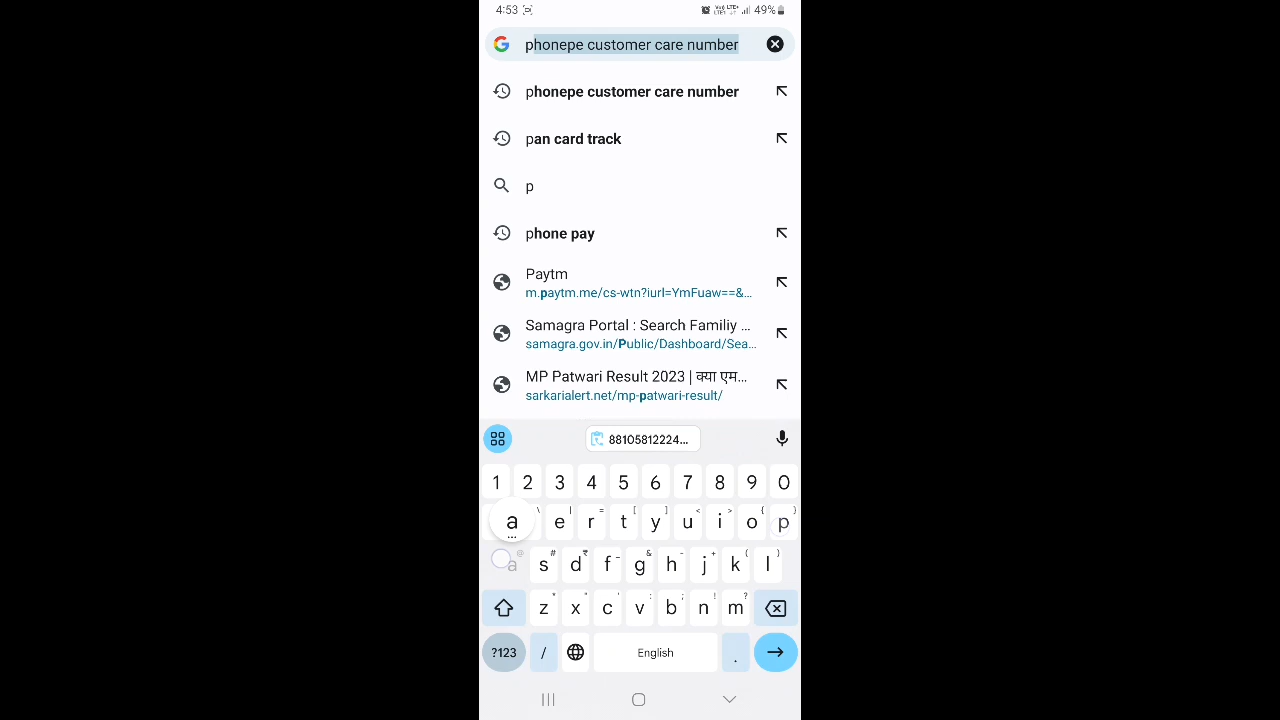 4:53 49%
phonepe customer care number
phonepe customer care number
pan card track
p
phone pay
Paytm
m.paytm.me/cs-wtn?iurl=YmFuaw==&...
Samagra Portal : Search Familiy ...
samagra.gov.in/Public/Dashboard/Sea...
MP Patwari Result 2023 | क्या एम...
sarkarialert.net/mp-patwari-result/
88105812224...
1 2 3 4 5 6 7 8 9 0
a e r t y u i o p
a s d f g h j k l
z x c v b n m
?123 / English .